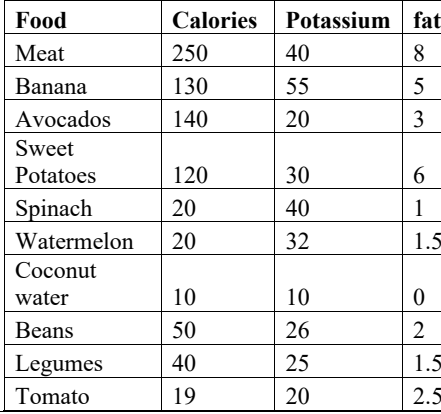 Food Calories Potassium fat
Meat 250 40 8
Banana 130 55 5
Avocados 140 20 3
Sweet
Potatoes 120 30 6
Spinach 20 40 1
Watermelon 20 32 1.5
Coconut
water 10 10 0
Beans 50 26 2
Legumes 40 25 1.5
Tomato 19 20 2.5